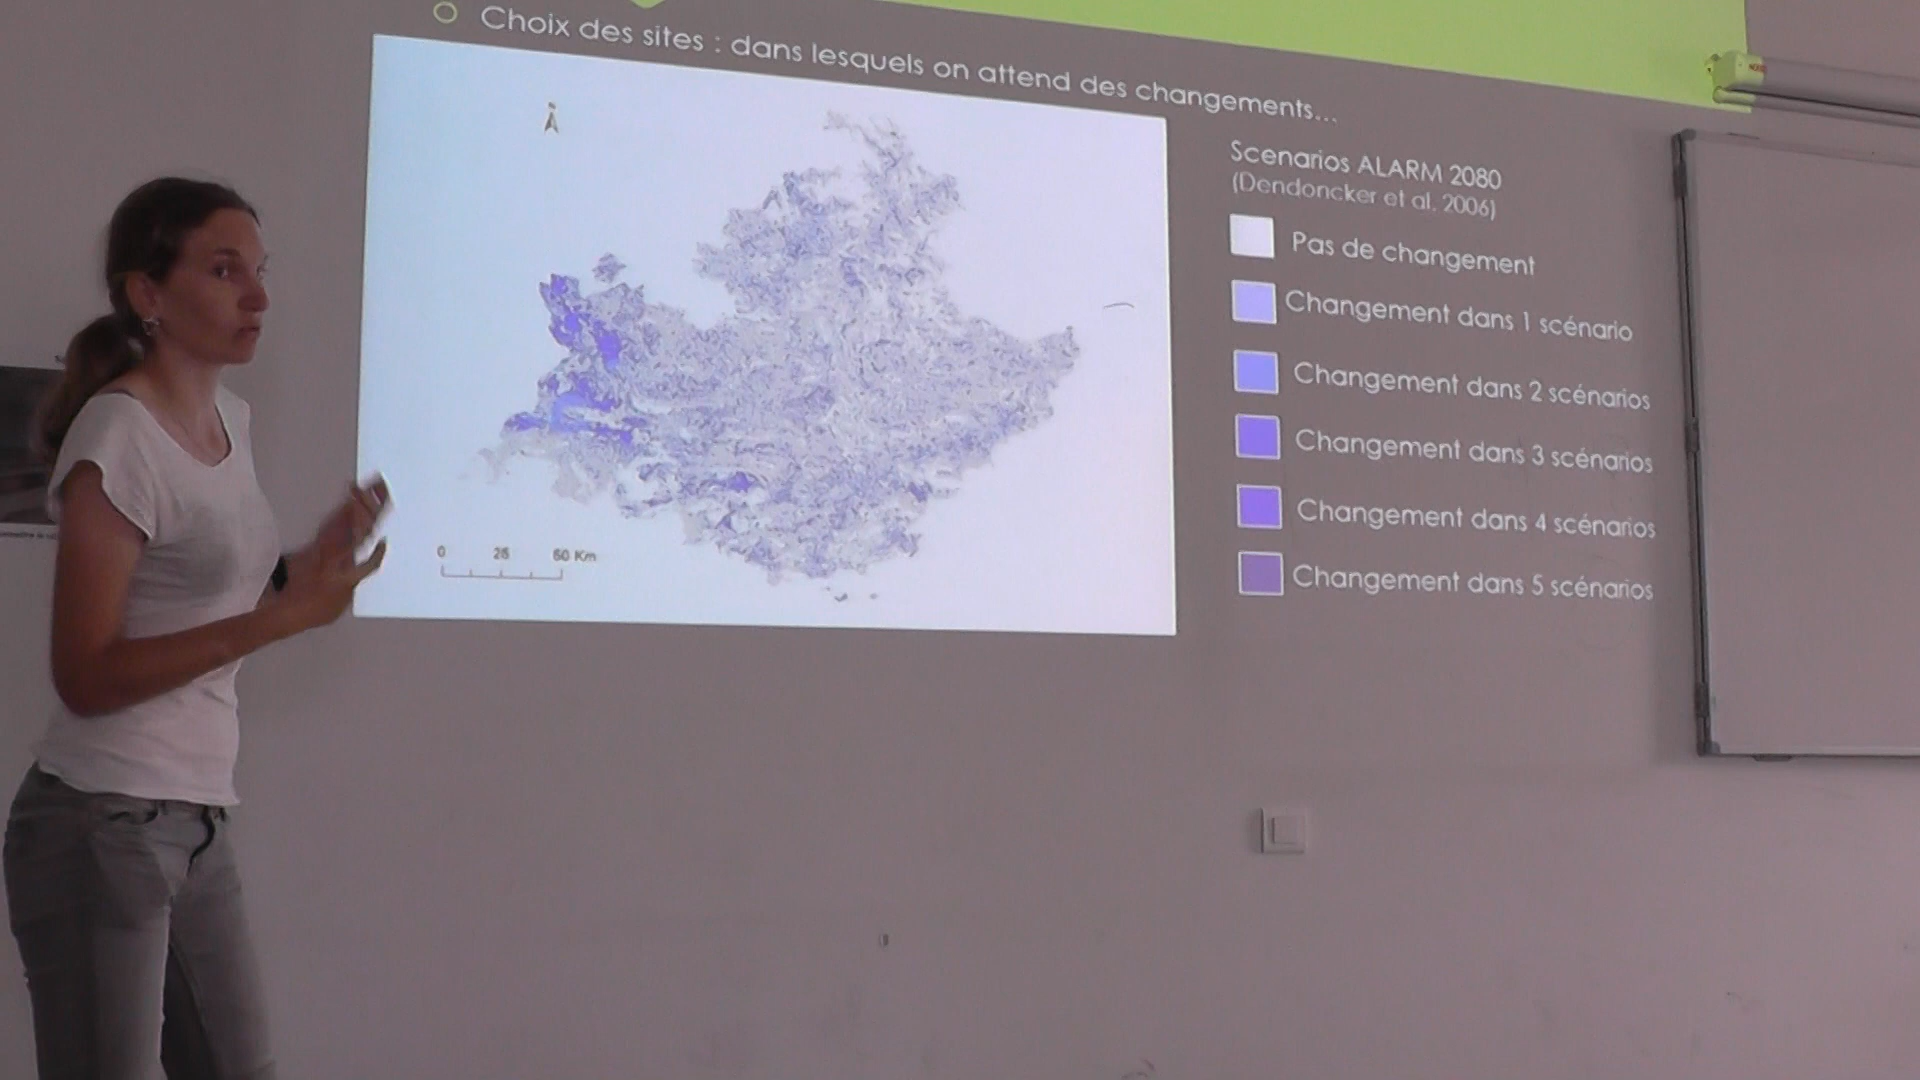 Choix des sites : dans lesquels on attend des changements...
Scenarios ALARM 2080
(Dendoncker et al. 2006)
Pas de changement
Changement dans 1 scénario
Changement dans 2 scénarios
Changement dans 3 scénarios
Changement dans 4 scénarios
Changement dans 5 scénarios
0 25 50 Km